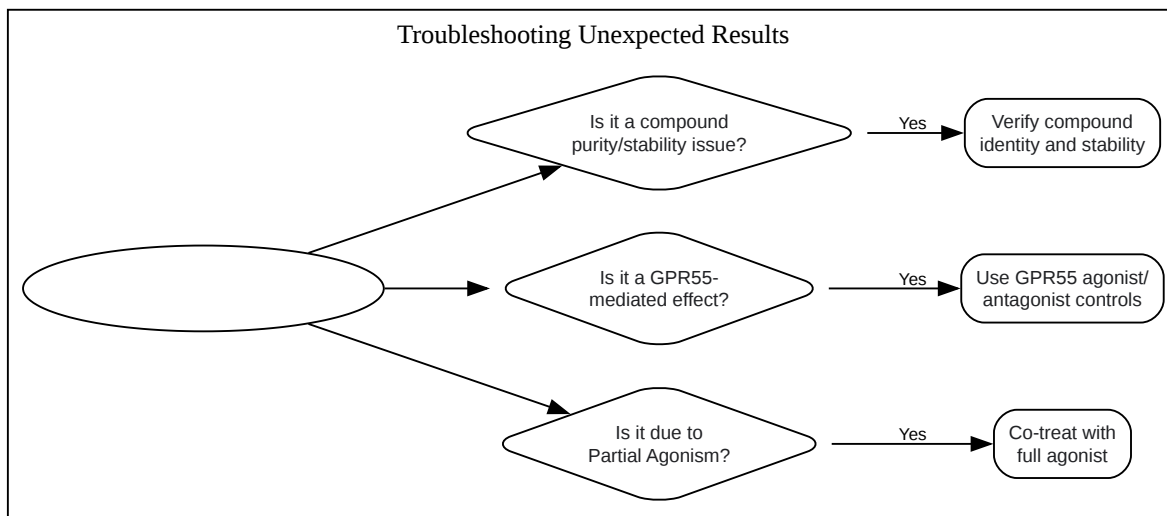 Troubleshooting Unexpected Results
Is it a compound
purity/stability issue?
Yes
Verify compound
identity and stability
Is it a GPR55-
mediated effect?
Yes
Use GPR55 agonist/
antagonist controls
Is it due to
Partial Agonism?
Yes
Co-treat with
full agonist